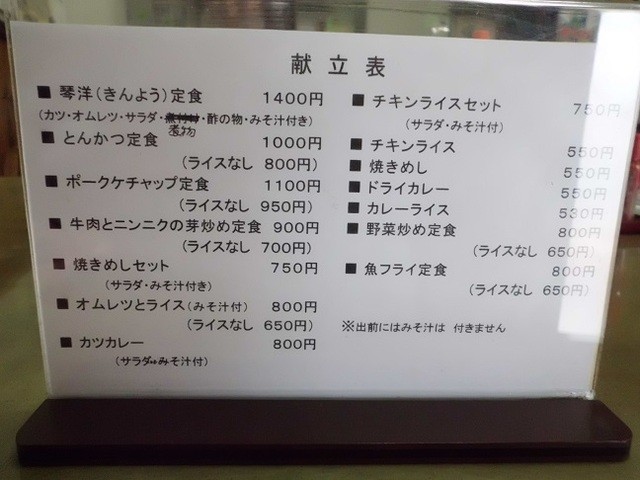 献立表
■ 琴洋（きんよう）定食 1400円
（カツ・オムレツ・サラダ・・酢の物・みそ汁付き）
煮物
■ とんかつ定食 1000円
（ライスなし 800円）
■ ポークケチャップ定食 1100円
（ライスなし 950円）
■ 牛肉とニンニクの芽炒め定食 900円
（ライスなし 700円）
■ 焼きめしセット 750円
（サラダ・みそ汁付き）
■ オムレツとライス（みそ汁付） 800円
（ライスなし 650円）
■ カツカレー 800円
（サラダみそ汁付）
■ チキンライスセット 750円
（サラダ・みそ汁付）
■ チキンライス 550円
■ 焼きめし 550円
■ ドライカレー 550円
■ カレーライス 530円
■ 野菜炒め定食 800円
（ライスなし 650円）
■ 魚フライ定食 800円
（ライスなし 650円）
※出前にはみそ汁は 付きません